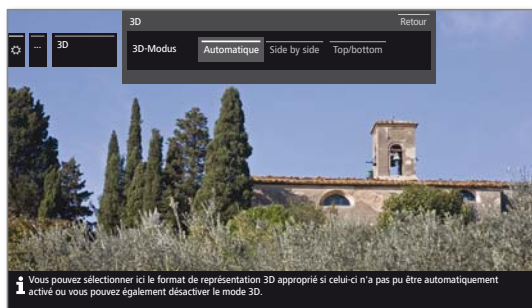 3D
Retour
...
3D
3D-Modus
Automatique
Side by side
Top/bottom
Vous pouvez sélectionner ici le format de représentation 3D approprié si celui-ci n'a pas pu être automatiquement
activé ou vous pouvez également désactiver le mode 3D.